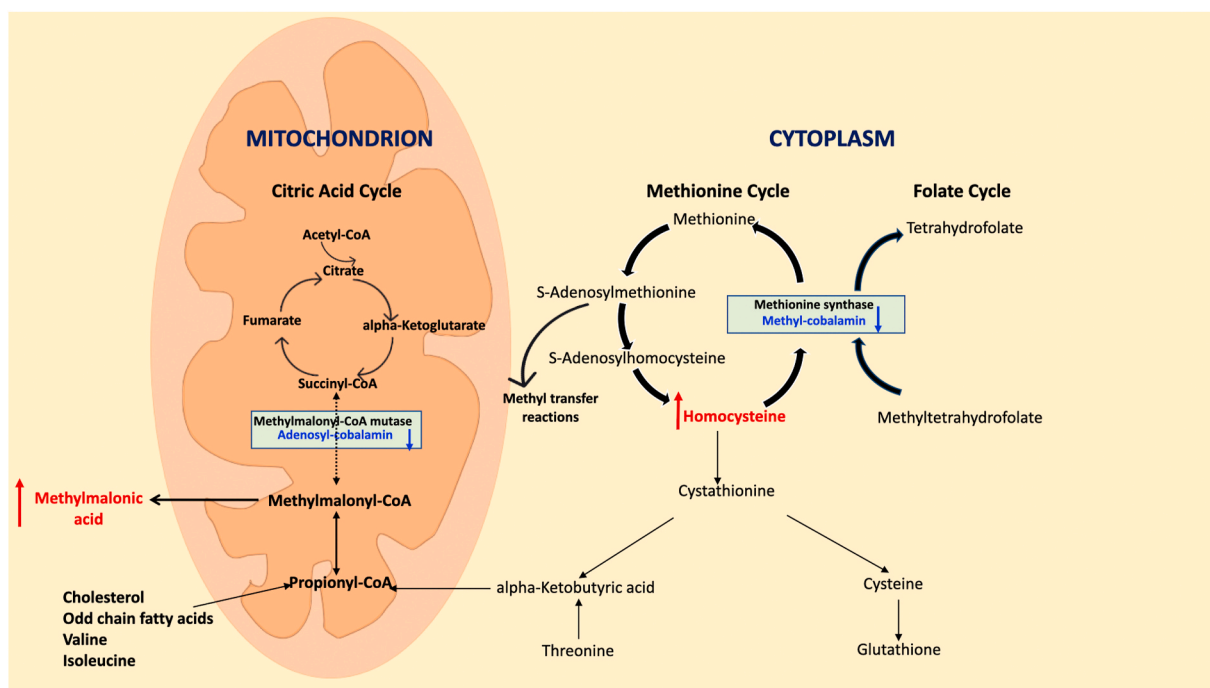 MITOCHONDRION
CYTOPLASM
Citric Acid Cycle
Methionine Cycle
Folate Cycle
Acetyl-CoA
Citrate
Fumarate
alpha-Ketoglutarate
Succinyl-CoA
Methylmalonyl-CoA mutase
Adenosyl-cobalamin
Methylmalonyl-CoA
Methylmalonic
acid
Propionyl-CoA
Cholesterol
Odd chain fatty acids
Valine
Isoleucine
Methionine
S-Adenosylmethionine
S-Adenosylhomocysteine
Methyl transfer
reactions
Homocysteine
Methionine synthase
Methyl-cobalamin
Tetrahydrofolate
Methyltetrahydrofolate
Cystathionine
alpha-Ketobutyric acid
Threonine
Cysteine
Glutathione